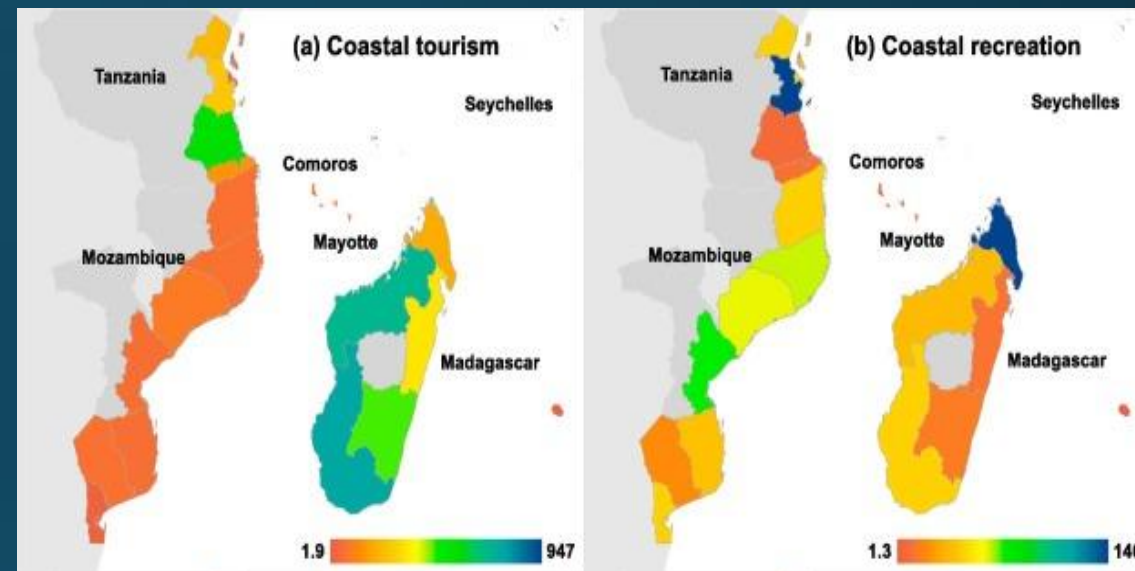 (a) Coastal tourism
Tanzania
Seychelles
Comoros
Mayotte
Mozambique
Madagascar
1.9
947
(b) Coastal recreation
Tanzania
Seychelles
Comoros
Mayotte
Mozambique
Madagascar
1.3